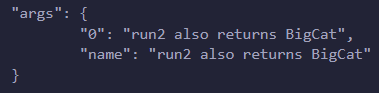 "args": {
"0": "run2 also returns BigCat",
"name": "run2 also returns BigCat"
}